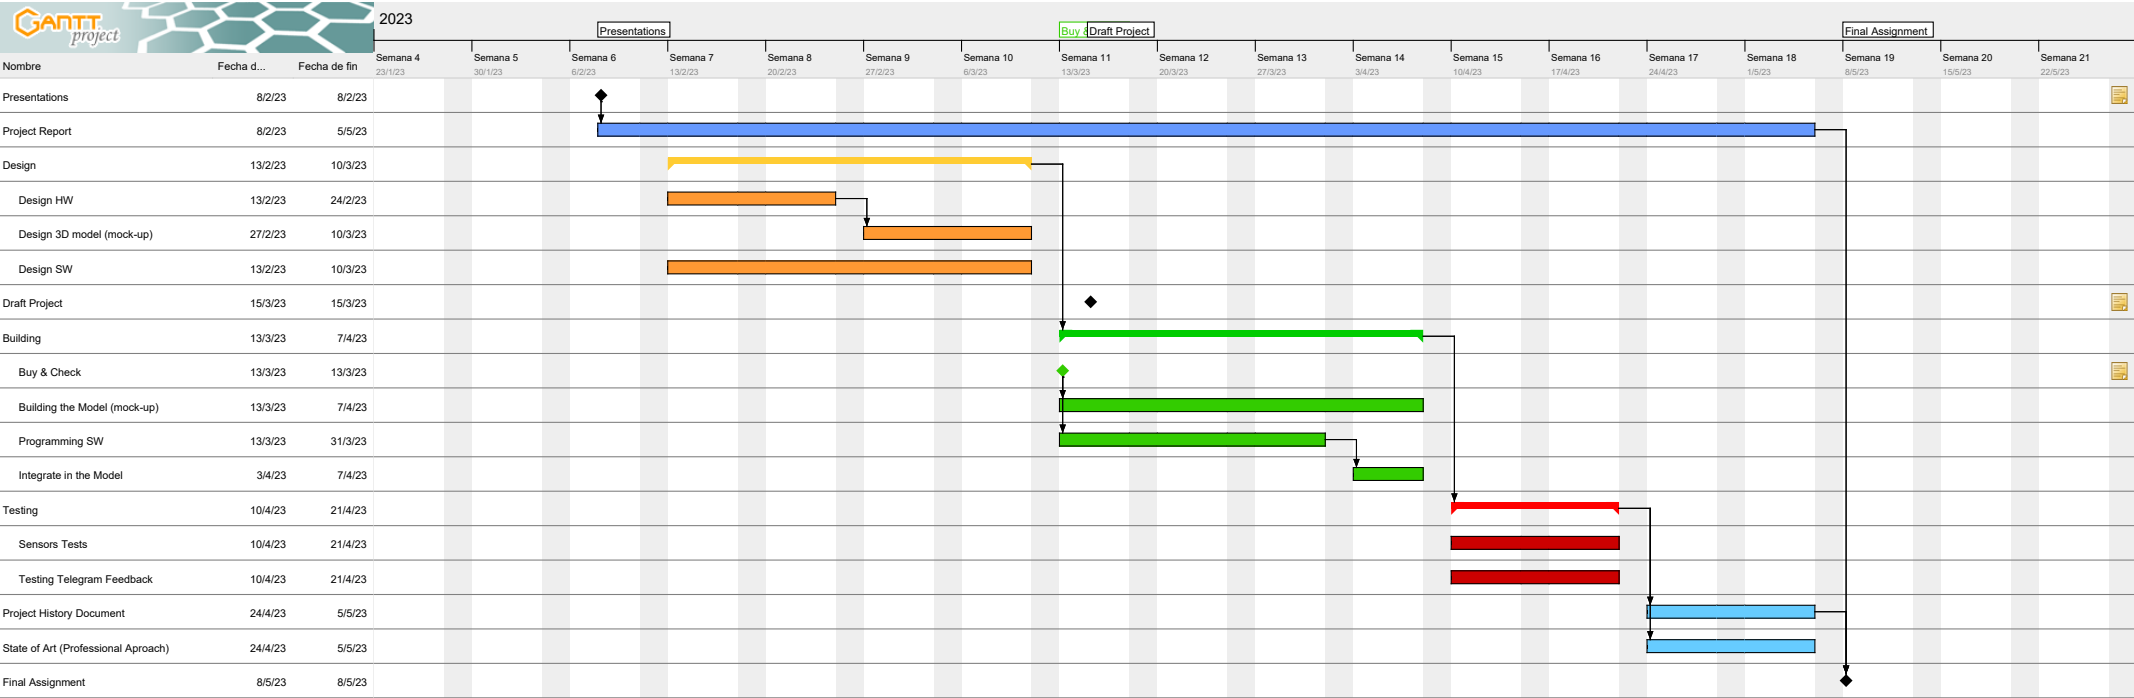 GANTT
project
2023
Presentations
Buy & Draft Project
Final Assignment
Nombre Fecha d... Fecha de fin
Semana 4 Semana 5 Semana 6 Semana 7 Semana 8 Semana 9 Semana 10 Semana 11 Semana 12 Semana 13 Semana 14 Semana 15 Semana 16 Semana 17 Semana 18 Semana 19 Semana 20 Semana 21
23/1/23 30/1/23 6/2/23 13/2/23 20/2/23 27/2/23 6/3/23 13/3/23 20/3/23 27/3/23 3/4/23 10/4/23 17/4/23 24/4/23 1/5/23 8/5/23 15/5/23 22/5/23
Presentations 8/2/23 8/2/23
Project Report 8/2/23 5/5/23
Design 13/2/23 10/3/23
Design HW 13/2/23 24/2/23
Design 3D model (mock-up) 27/2/23 10/3/23
Design SW 13/2/23 10/3/23
Draft Project 15/3/23 15/3/23
Building 13/3/23 7/4/23
Buy & Check 13/3/23 13/3/23
Building the Model (mock-up) 13/3/23 7/4/23
Programming SW 13/3/23 31/3/23
Integrate in the Model 3/4/23 7/4/23
Testing 10/4/23 21/4/23
Sensors Tests 10/4/23 21/4/23
Testing Telegram Feedback 10/4/23 21/4/23
Project History Document 24/4/23 5/5/23
State of Art (Professional Aproach) 24/4/23 5/5/23
Final Assignment 8/5/23 8/5/23